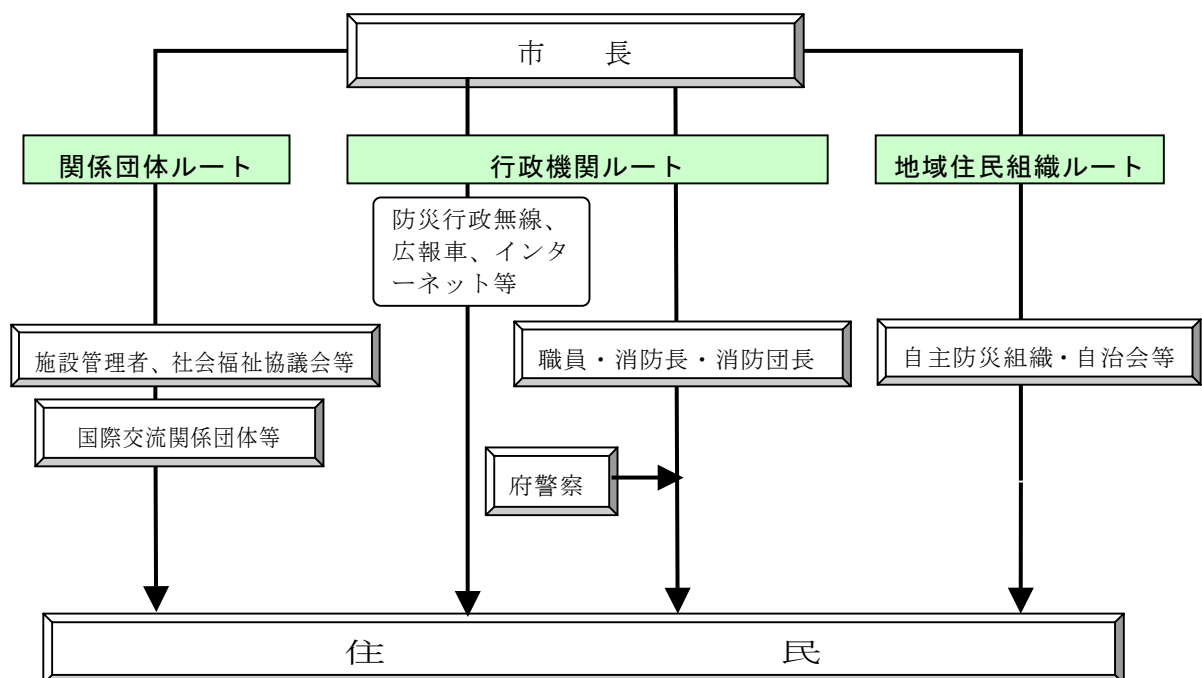 市 長
関係団体ルート
行政機関ルート
地域住民組織ルート
防災行政無線、
広報車、インタ
ーネット等
施設管理者、社会福祉協議会等
職員・消防長・消防団長
自主防災組織・自治会等
国際交流関係団体等
府警察
住 民